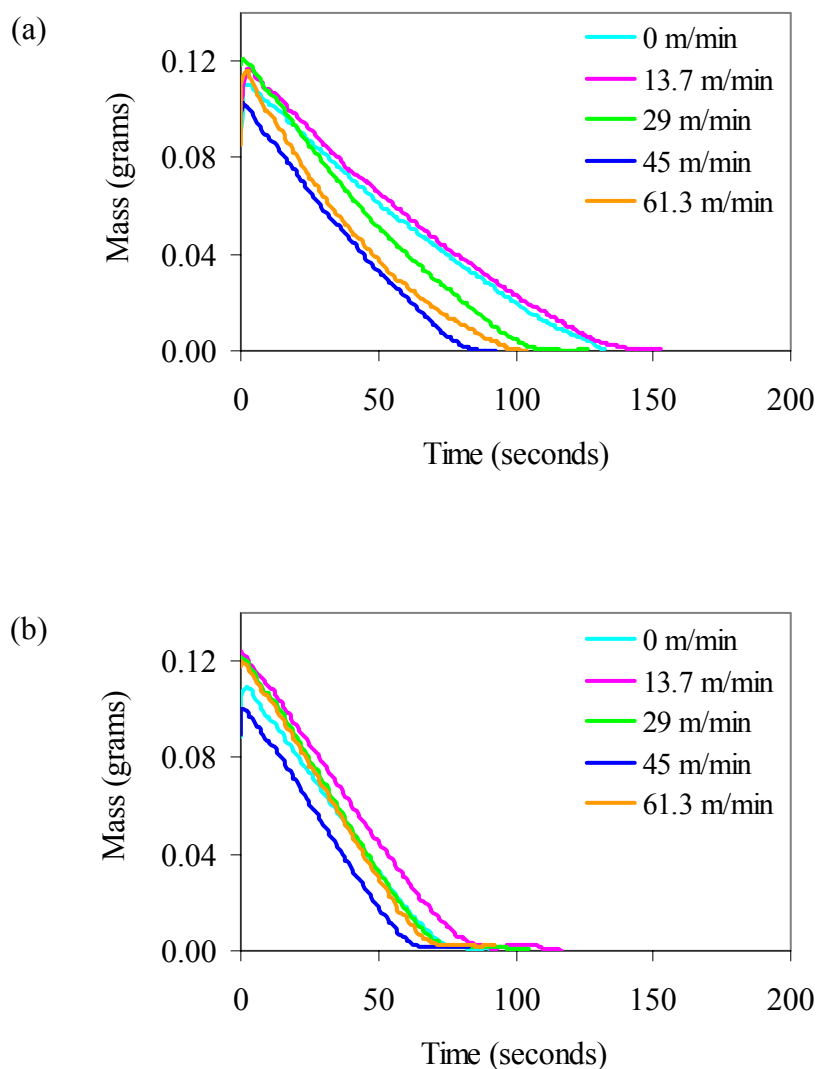 (a)
0.12
0.08
0.04
0.00
Mass (grams)
0 m/min
13.7 m/min
29 m/min
45 m/min
61.3 m/min
0 50 100 150 200
Time (seconds)
(b)
0.12
0.08
0.04
0.00
Mass (grams)
0 m/min
13.7 m/min
29 m/min
45 m/min
61.3 m/min
0 50 100 150 200
Time (seconds)